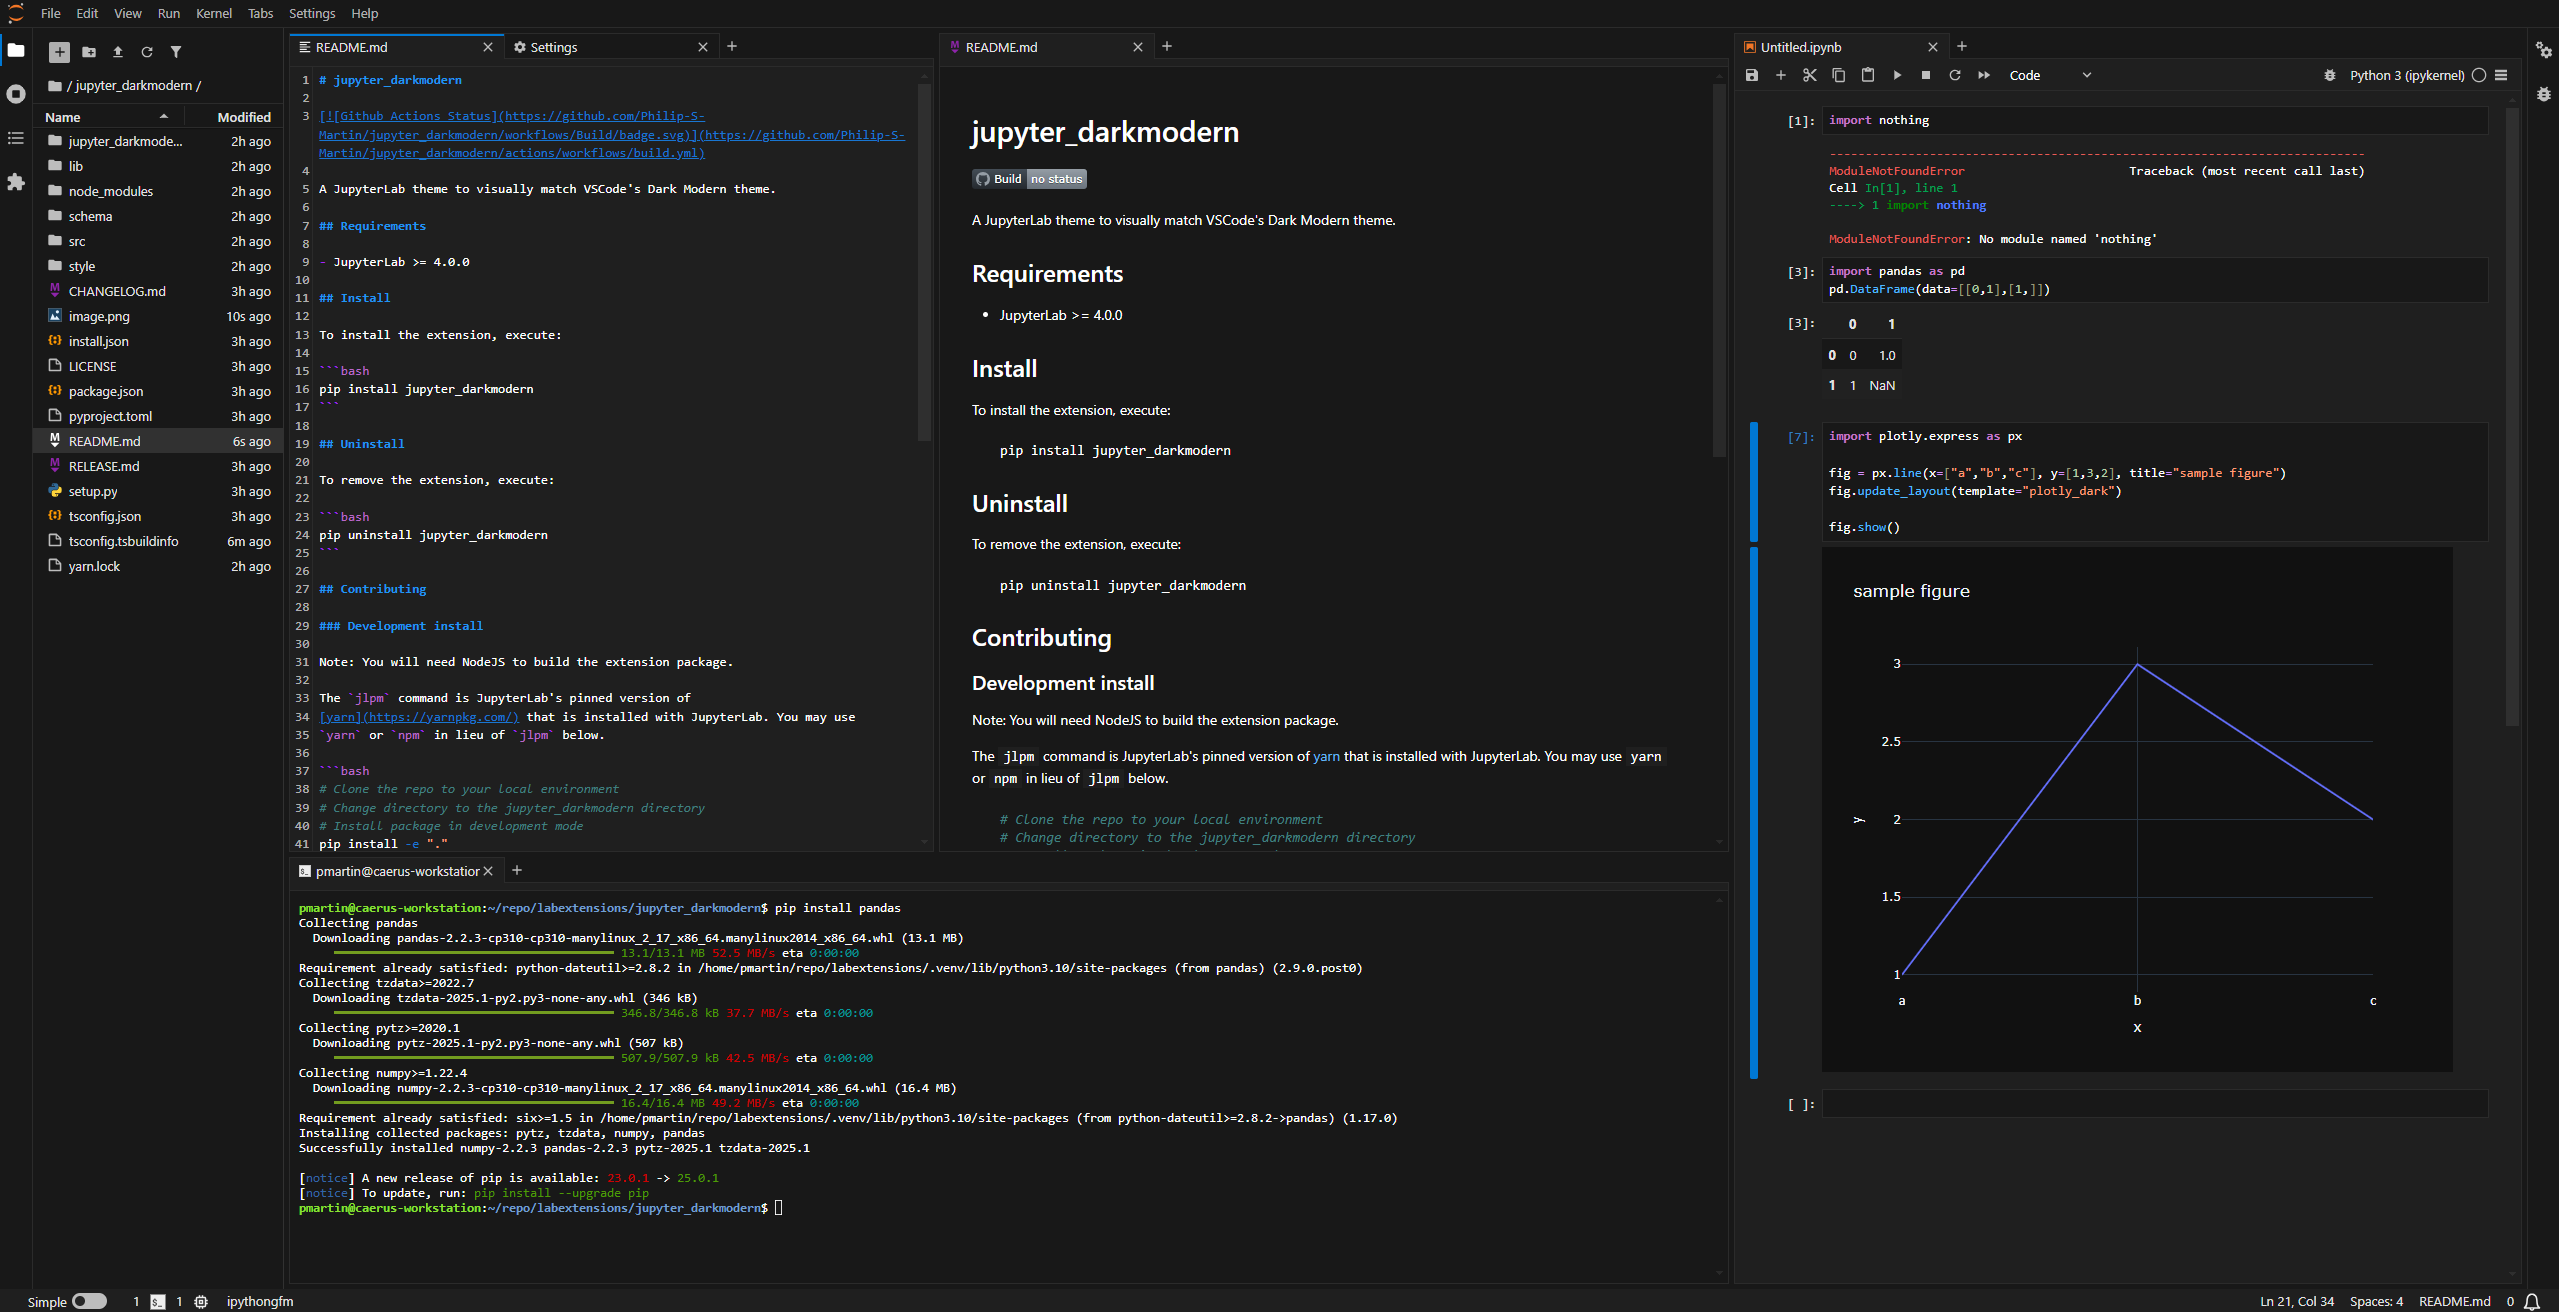 File Edit View Run Kernel Tabs Settings Help
/ jupyter_darkmodern /
Name Modified
jupyter_darkmode... 2h ago
lib 2h ago
node_modules 2h ago
schema 2h ago
src 2h ago
style 2h ago
CHANGELOG.md 3h ago
image.png 10s ago
install.json 3h ago
LICENSE 3h ago
package.json 3h ago
pyproject.toml 3h ago
README.md 6s ago
RELEASE.md 3h ago
setup.py 3h ago
tsconfig.json 3h ago
tsconfig.tsbuildinfo 6m ago
yarn.lock 2h ago
README.md Settings
1 # jupyter_darkmodern
2
3 [![Github Actions Status](https://github.com/Philip-S-
Martin/jupyter_darkmodern/workflows/Build/badge.svg)](https://github.com/Philip-S-
Martin/jupyter_darkmodern/actions/workflows/build.yml)
4
5 A JupyterLab theme to visually match VSCode's Dark Modern theme.
6
7 ## Requirements
8
9 - JupyterLab >= 4.0.0
10
11 ## Install
12
13 To install the extension, execute:
14
15 ```bash
16 pip install jupyter_darkmodern
17 ```
18
19 ## Uninstall
20
21 To remove the extension, execute:
22
23 ```bash
24 pip uninstall jupyter_darkmodern
25 ```
26
27 ## Contributing
28
29 ### Development install
30
31 Note: You will need NodeJS to build the extension package.
32
33 The `jlpm` command is JupyterLab's pinned version of
34 [yarn](https://yarnpkg.com/) that is installed with JupyterLab. You may use
35 `yarn` or `npm` in lieu of `jlpm` below.
36
37 ```bash
38 # Clone the repo to your local environment
39 # Change directory to the jupyter_darkmodern directory
40 # Install package in development mode
41 pip install -e "."
README.md
jupyter_darkmodern
Build no status
A JupyterLab theme to visually match VSCode's Dark Modern theme.
Requirements
• JupyterLab >= 4.0.0
Install
To install the extension, execute:
pip install jupyter_darkmodern
Uninstall
To remove the extension, execute:
pip uninstall jupyter_darkmodern
Contributing
Development install
Note: You will need NodeJS to build the extension package.
The jlpm command is JupyterLab's pinned version of yarn that is installed with JupyterLab. You may use yarn
or npm in lieu of jlpm below.
# Clone the repo to your local environment
# Change directory to the jupyter_darkmodern directory
pmartin@caerus-workstation
pmartin@caerus-workstation:~/repo/labextensions/jupyter_darkmodern$ pip install pandas
Collecting pandas
Downloading pandas-2.2.3-cp310-cp310-manylinux_2_17_x86_64.manylinux2014_x86_64.whl (13.1 MB)
13.1/13.1 MB 52.5 MB/s eta 0:00:00
Requirement already satisfied: python-dateutil>=2.8.2 in /home/pmartin/repo/labextensions/.venv/lib/python3.10/site-packages (from pandas) (2.9.0.post0)
Collecting tzdata>=2022.7
Downloading tzdata-2025.1-py2.py3-none-any.whl (346 kB)
346.8/346.8 kB 37.7 MB/s eta 0:00:00
Collecting pytz>=2020.1
Downloading pytz-2025.1-py2.py3-none-any.whl (507 kB)
507.9/507.9 kB 42.5 MB/s eta 0:00:00
Collecting numpy>=1.22.4
Downloading numpy-2.2.3-cp310-cp310-manylinux_2_17_x86_64.manylinux2014_x86_64.whl (16.4 MB)
16.4/16.4 MB 49.2 MB/s eta 0:00:00
Requirement already satisfied: six>=1.5 in /home/pmartin/repo/labextensions/.venv/lib/python3.10/site-packages (from python-dateutil>=2.8.2->pandas) (1.17.0)
Installing collected packages: pytz, tzdata, numpy, pandas
Successfully installed numpy-2.2.3 pandas-2.2.3 pytz-2025.1 tzdata-2025.1
[notice] A new release of pip is available: 23.0.1 -> 25.0.1
[notice] To update, run: pip install --upgrade pip
pmartin@caerus-workstation:~/repo/labextensions/jupyter_darkmodern$
Untitled.ipynb
Code Python 3 (ipykernel)
[1]: import nothing
---------------------------------------------------------------------------
ModuleNotFoundError Traceback (most recent call last)
Cell In[1], line 1
----> 1 import nothing
ModuleNotFoundError: No module named 'nothing'
[3]: import pandas as pd
pd.DataFrame(data=[[0,1],[1,]])
[3]: 0 1
0 0 1.0
1 1 NaN
[7]: import plotly.express as px
fig = px.line(x=["a","b","c"], y=[1,3,2], title="sample figure")
fig.update_layout(template="plotly_dark")
fig.show()
sample figure
3
2.5
y 2
1.5
1
a b c
x
[ ]:
Simple 1 $_ 1 ipythongfm
Ln 21, Col 34 Spaces: 4 README.md 0